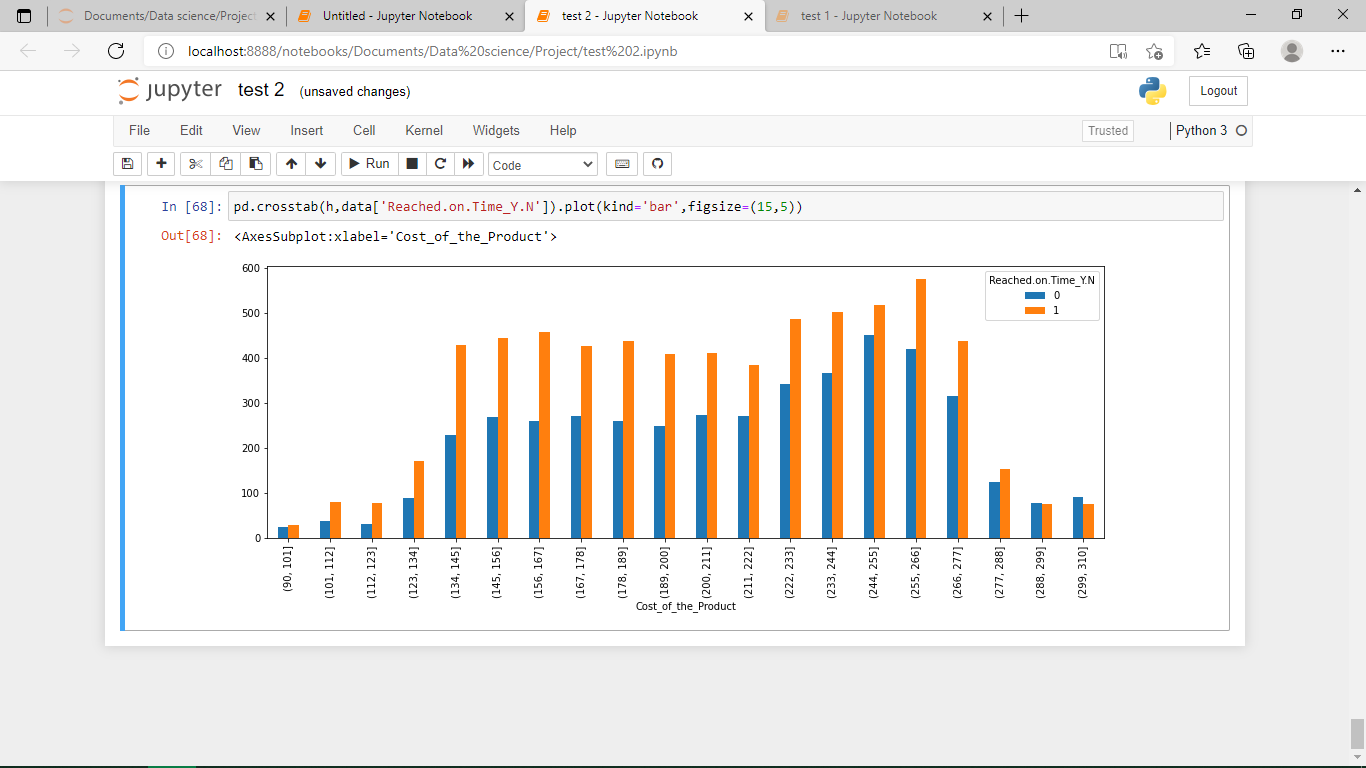 Documents/Data science/Project
Untitled - Jupyter Notebook
test 2 - Jupyter Notebook
test 1 - Jupyter Notebook
localhost:8888/notebooks/Documents/Data%20science/Project/test%202.ipynb
jupyter test 2 (unsaved changes)
Logout
File Edit View Insert Cell Kernel Widgets Help
Trusted
Python 3
Run
Code
In [68]: pd.crosstab(h,data['Reached.on.Time_Y.N']).plot(kind='bar',figsize=(15,5))
Out[68]: <AxesSubplot:xlabel='Cost_of_the_Product'>
600
500
400
300
200
100
0
Reached.on.Time_Y.N
0
1
(90, 101]
(101, 112]
(112, 123]
(123, 134]
(134, 145]
(145, 156]
(156, 167]
(167, 178]
(178, 189]
(189, 200]
(200, 211]
(211, 222]
(222, 233]
(233, 244]
(244, 255]
(255, 266]
(266, 277]
(277, 288]
(288, 299]
(299, 310]
Cost_of_the_Product